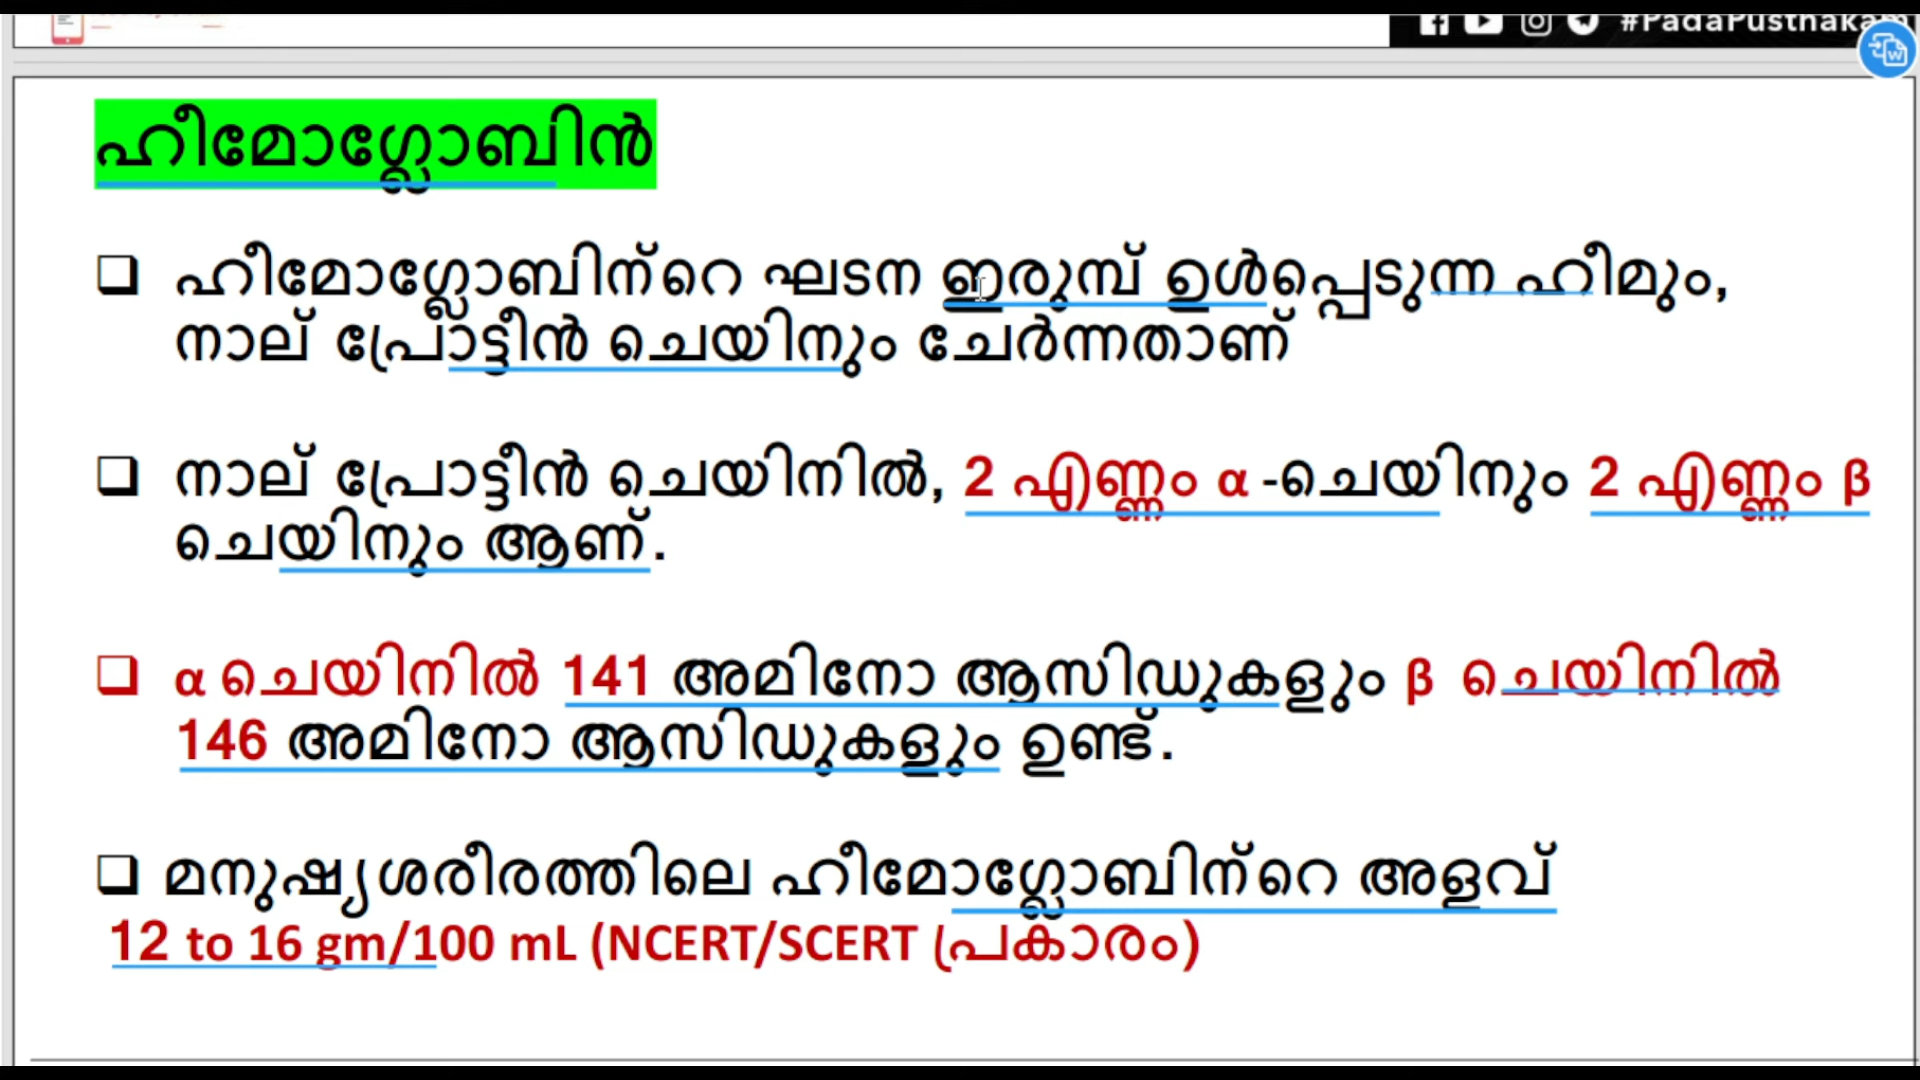 #PadaPusthakam
ഹീമോഗ്ലോബിൻ
❑ ഹീമോഗ്ലോബിന്റെ ഘടന ഇരുമ്പ് ഉൾപ്പെടുന്ന ഹീമും,
നാല് പ്രോട്ടീൻ ചെയിനും ചേർന്നതാണ്
❑ നാല് പ്രോട്ടീൻ ചെയിനിൽ, 2 എണ്ണം α -ചെയിനും 2 എണ്ണം β
ചെയിനും ആണ്.
❑ α ചെയിനിൽ 141 അമിനോ ആസിഡുകളും β ചെയിനിൽ
146 അമിനോ ആസിഡുകളും ഉണ്ട്.
❑ മനുഷ്യശരീരത്തിലെ ഹീമോഗ്ലോബിന്റെ അളവ്
12 to 16 gm/100 mL (NCERT/SCERT പ്രകാരം)